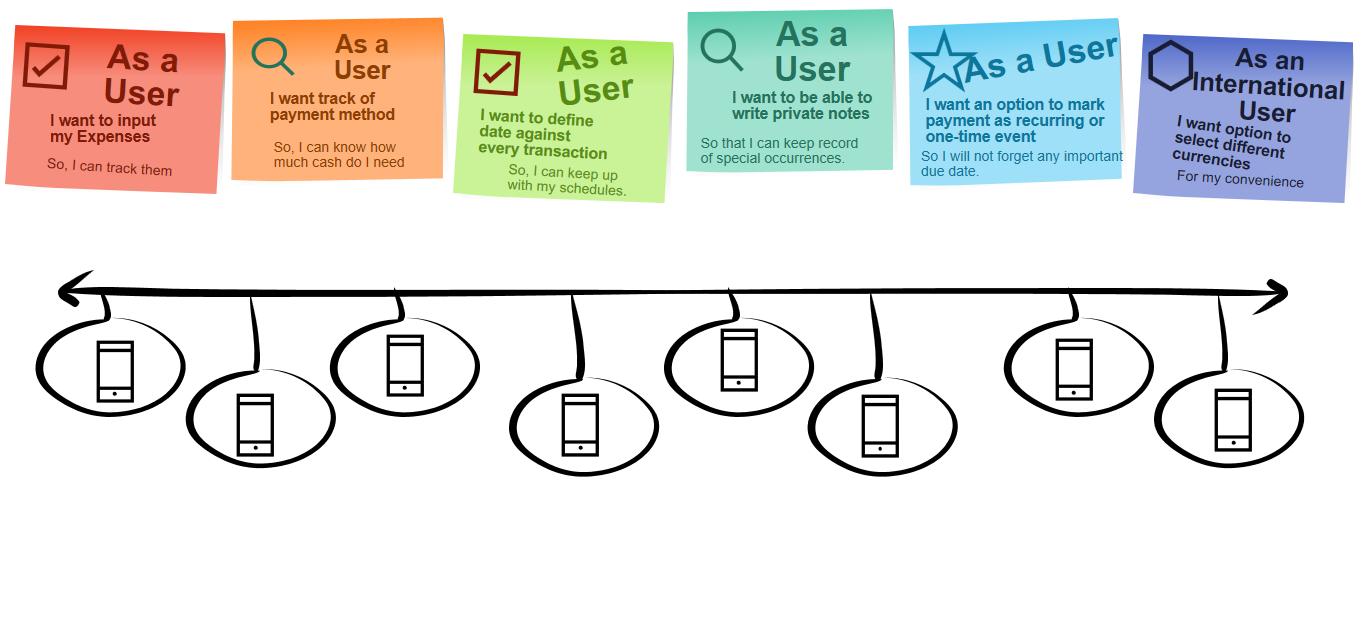 As a
User
I want to input
my Expenses
So, I can track them
As a
User
I want track of
payment method
So, I can know how
much cash do I need
As a
User
I want to define
date against
every transaction
So, I can keep up
with my schedules.
As a
User
I want to be able to
write private notes
So that I can keep record
of special occurrences.
As a User
I want an option to mark
payment as recurring or
one-time event
So I will not forget any important
due date.
As an
International
User
I want option to
select different
currencies
For my convenience